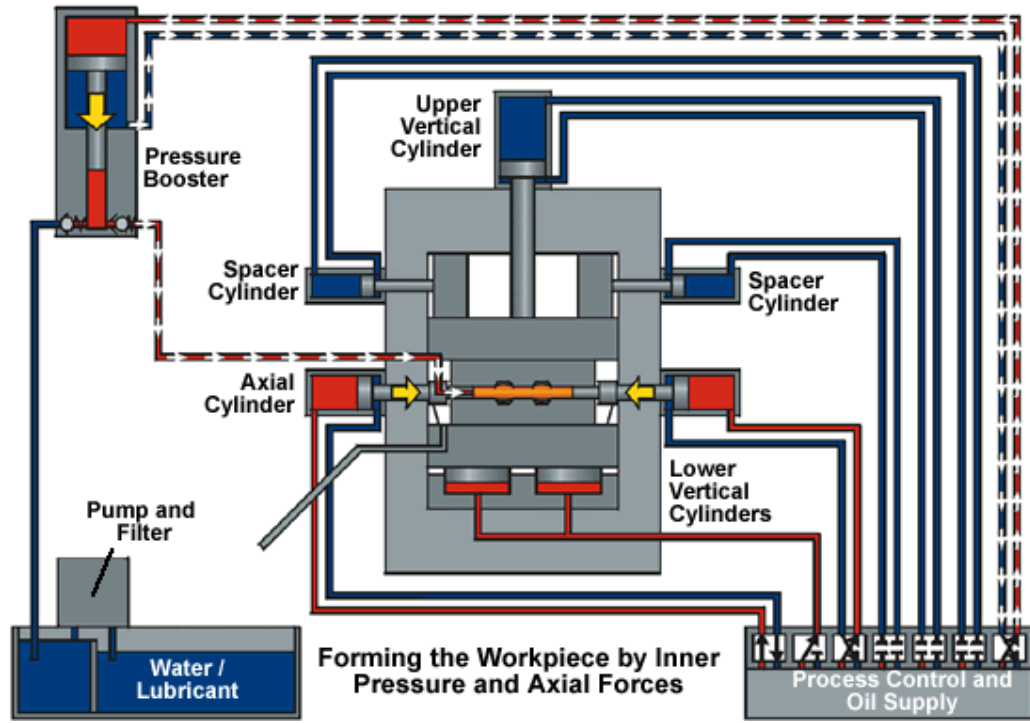 Upper
Vertical
Cylinder
Pressure
Booster
Spacer
Cylinder
Spacer
Cylinder
Axial
Cylinder
Lower
Vertical
Cylinders
Pump and
Filter
Water /
Lubricant
Forming the Workpiece by Inner
Pressure and Axial Forces
Process Control and
Oil Supply